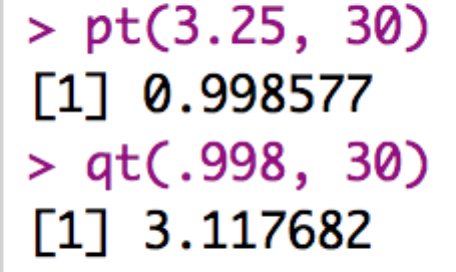 > pt(3.25, 30)
[1] 0.998577
> qt(.998, 30)
[1] 3.117682